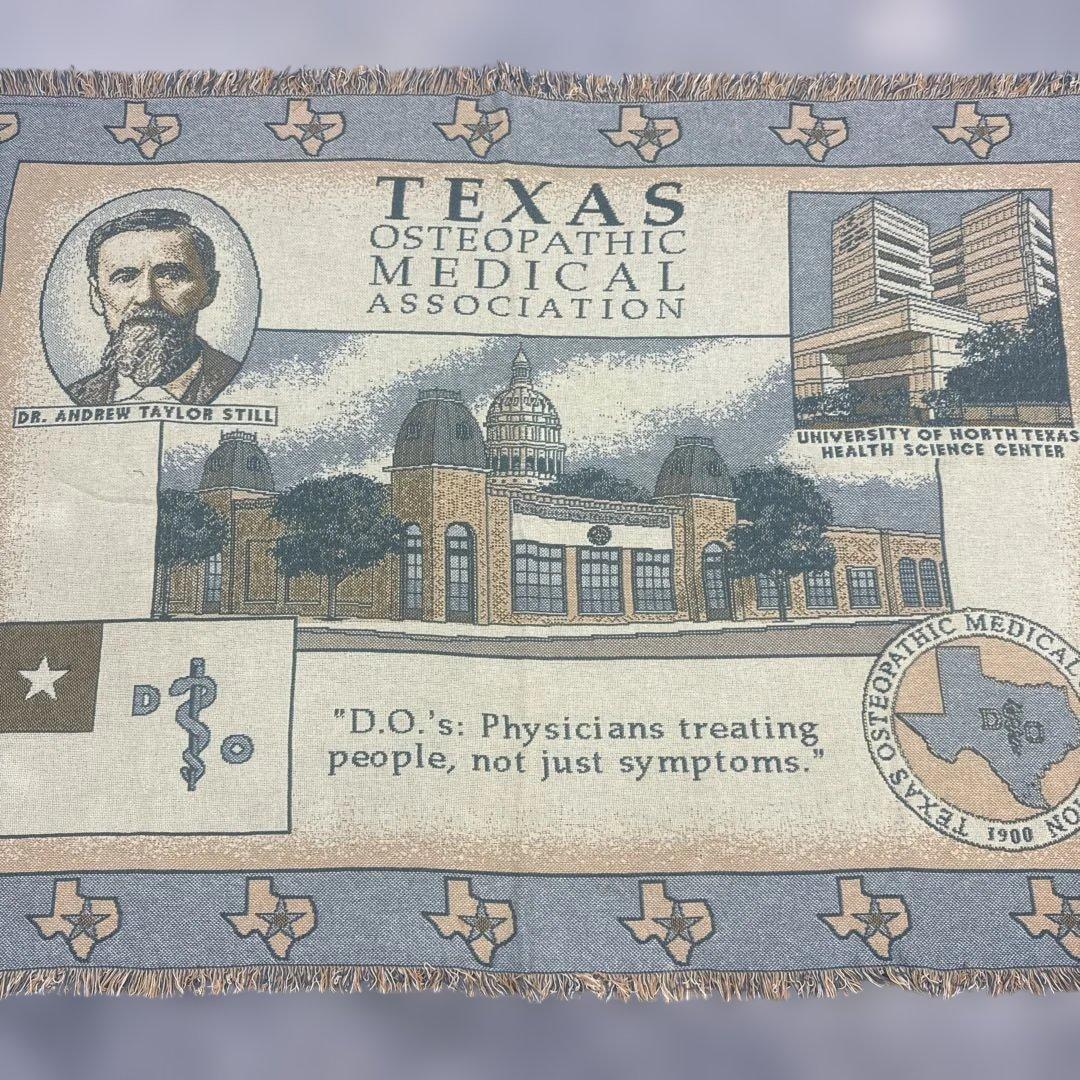 TEXAS
OSTEOPATHIC
MEDICAL
ASSOCIATION
DR. ANDREW TAYLOR STILL
UNIVERSITY OF NORTH TEXAS
HEALTH SCIENCE CENTER
D O
"D.O.'s: Physicians treating
people, not just symptoms."
TEXAS OSTEOPATHIC MEDICAL
ION
1900
D O